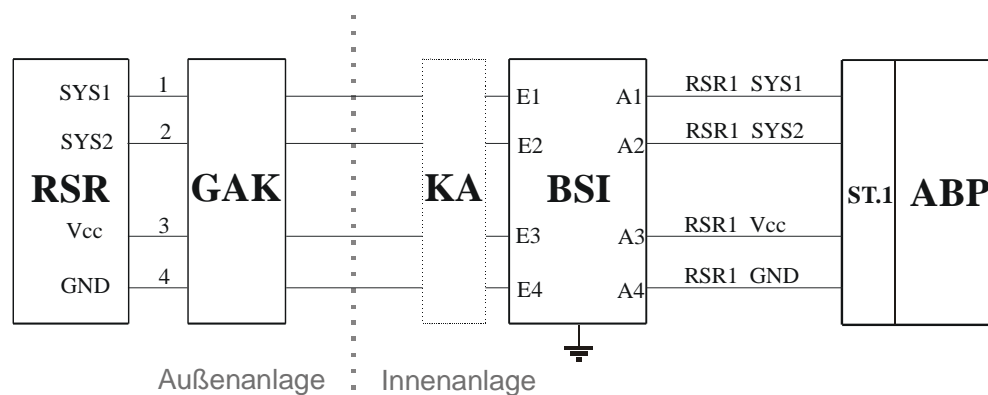 SYS1 1 E1 A1 RSR1 SYS1
SYS2 2 E2 A2 RSR1 SYS2
RSR GAK KA BSI ST.1 ABP
Vcc 3 E3 A3 RSR1 Vcc
GND 4 E4 A4 RSR1 GND
Außenanlage Innenanlage